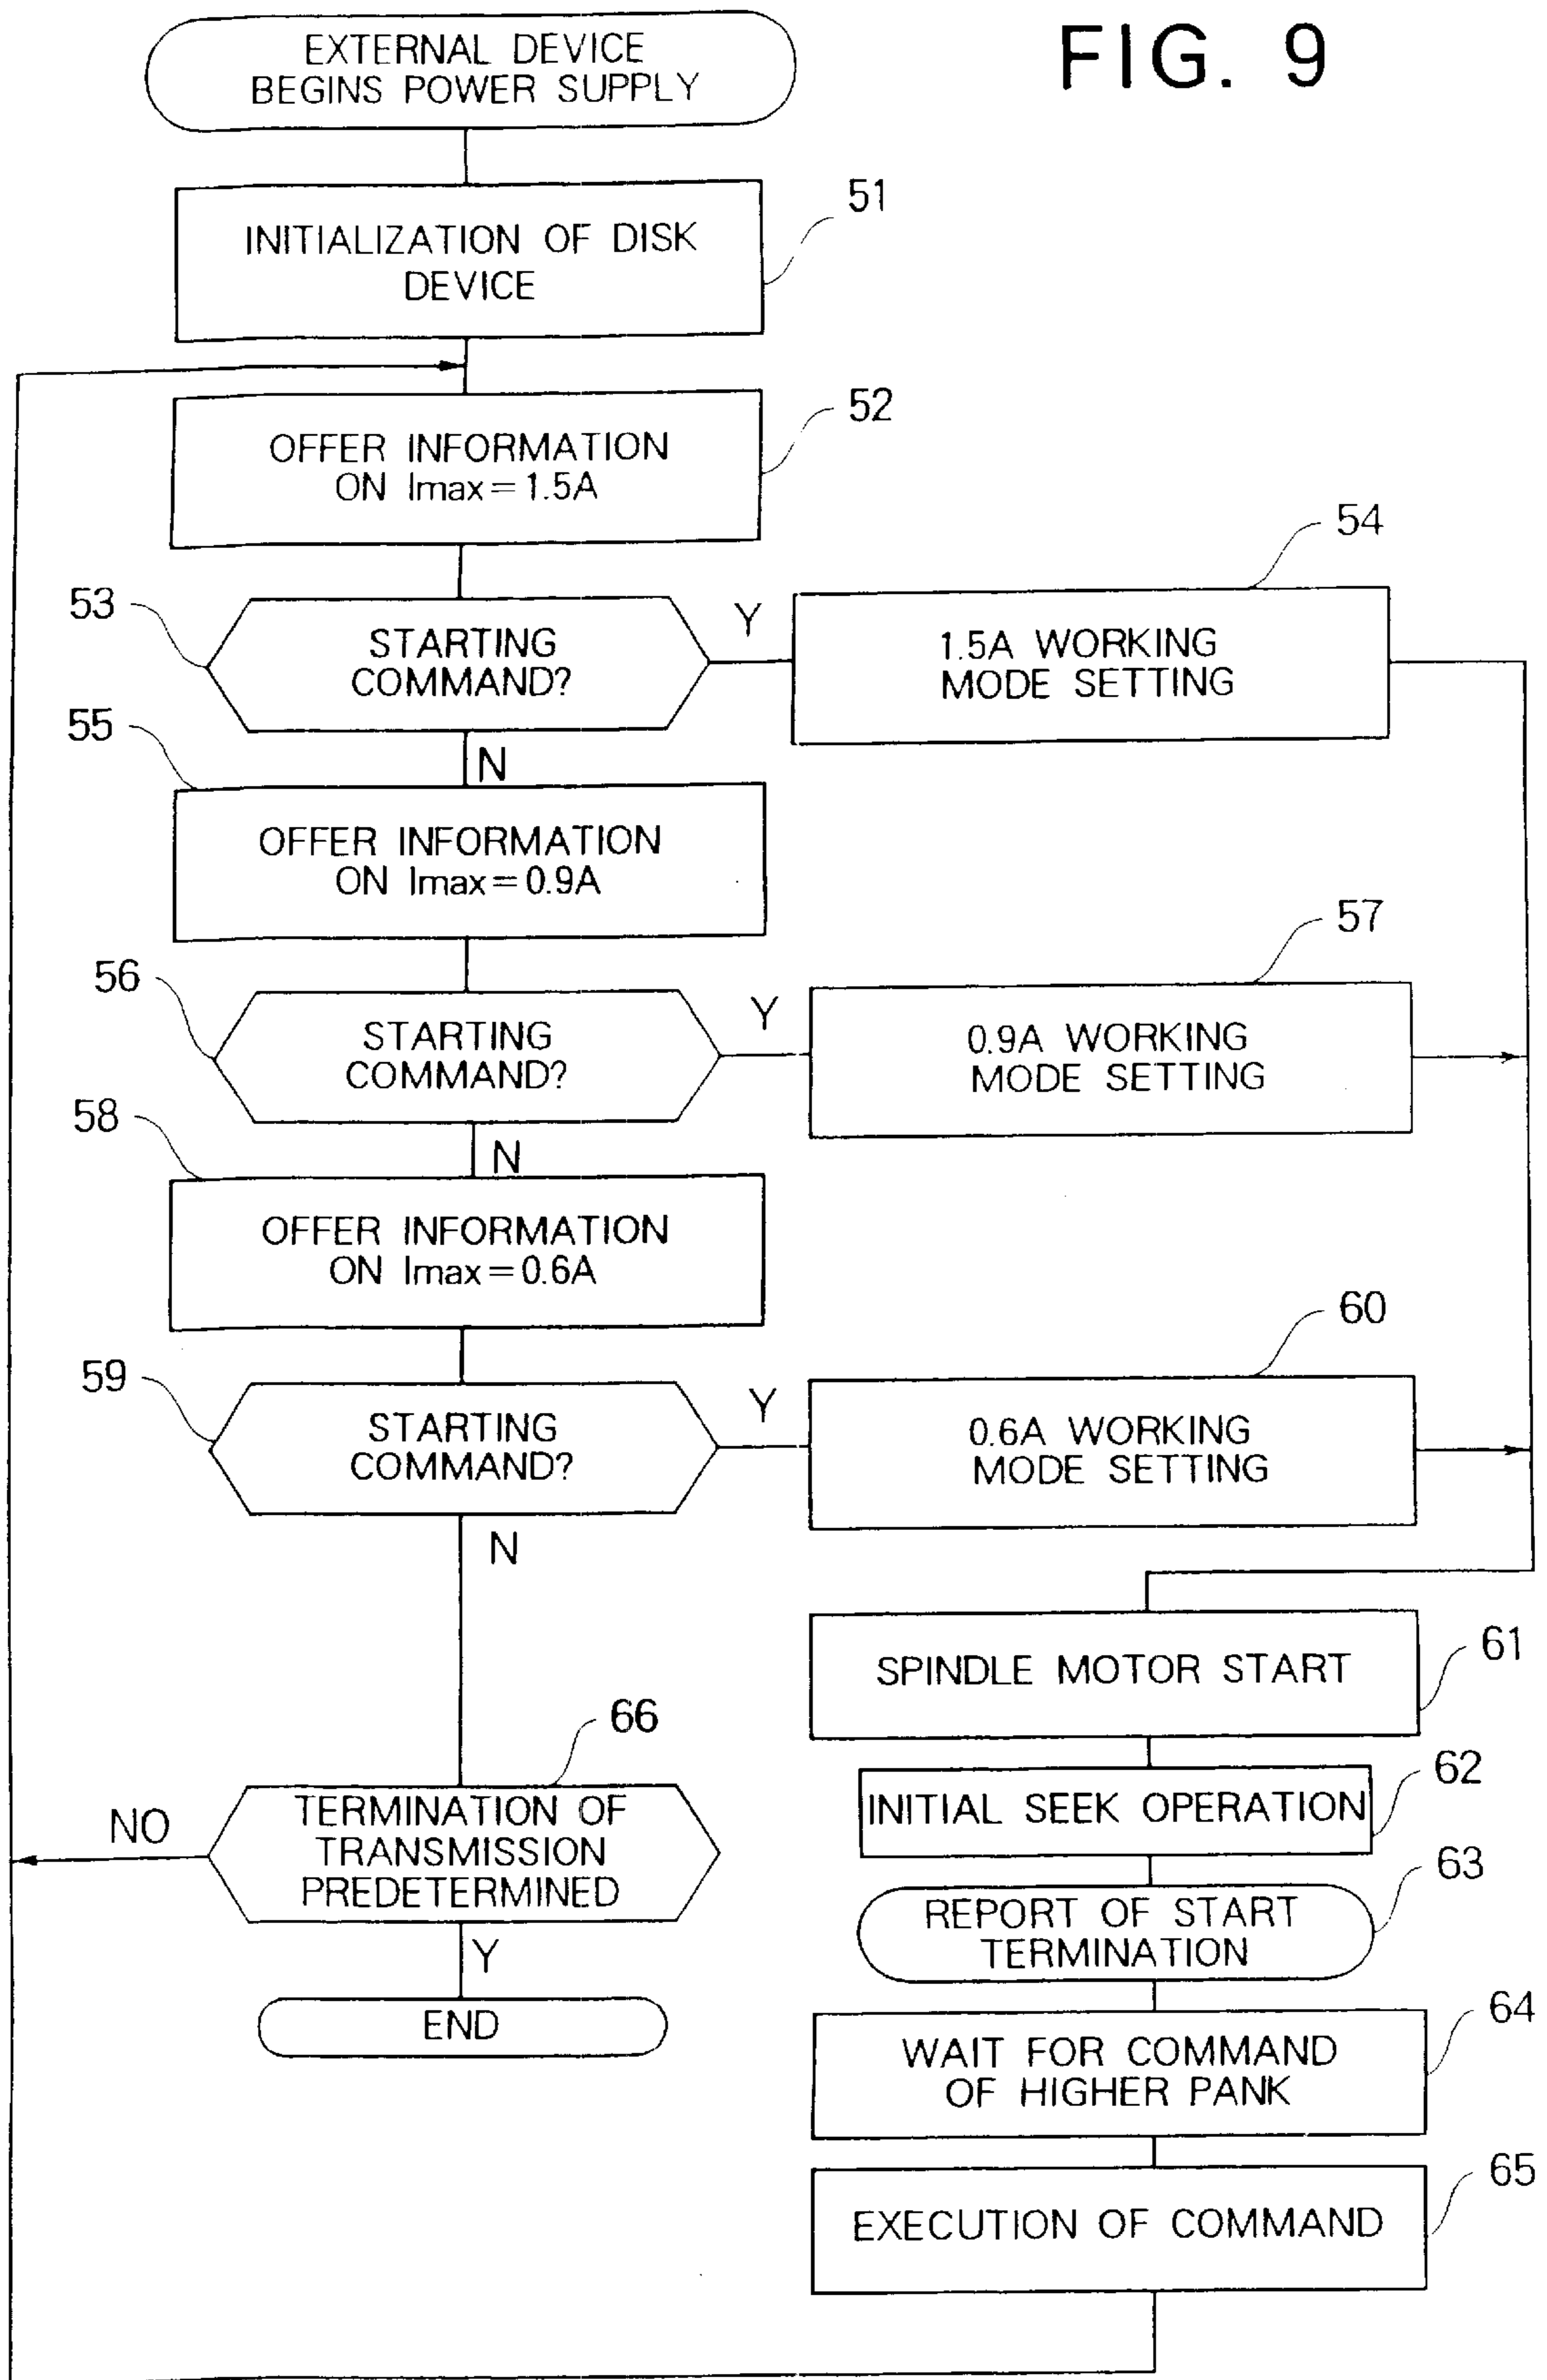 FIG. 9
EXTERNAL DEVICE
BEGINS POWER SUPPLY
51
INITIALIZATION OF DISK
DEVICE
52
OFFER INFORMATION
ON Imax=1.5A
53
STARTING
COMMAND?
Y
54
1.5A WORKING
MODE SETTING
N
55
OFFER INFORMATION
ON Imax=0.9A
56
STARTING
COMMAND?
Y
57
0.9A WORKING
MODE SETTING
N
58
OFFER INFORMATION
ON Imax=0.6A
59
STARTING
COMMAND?
Y
60
0.6A WORKING
MODE SETTING
N
61
SPINDLE MOTOR START
62
INITIAL SEEK OPERATION
63
REPORT OF START
TERMINATION
64
WAIT FOR COMMAND
OF HIGHER PANK
65
EXECUTION OF COMMAND
66
TERMINATION OF
TRANSMISSION
PREDETERMINED
NO
Y
END